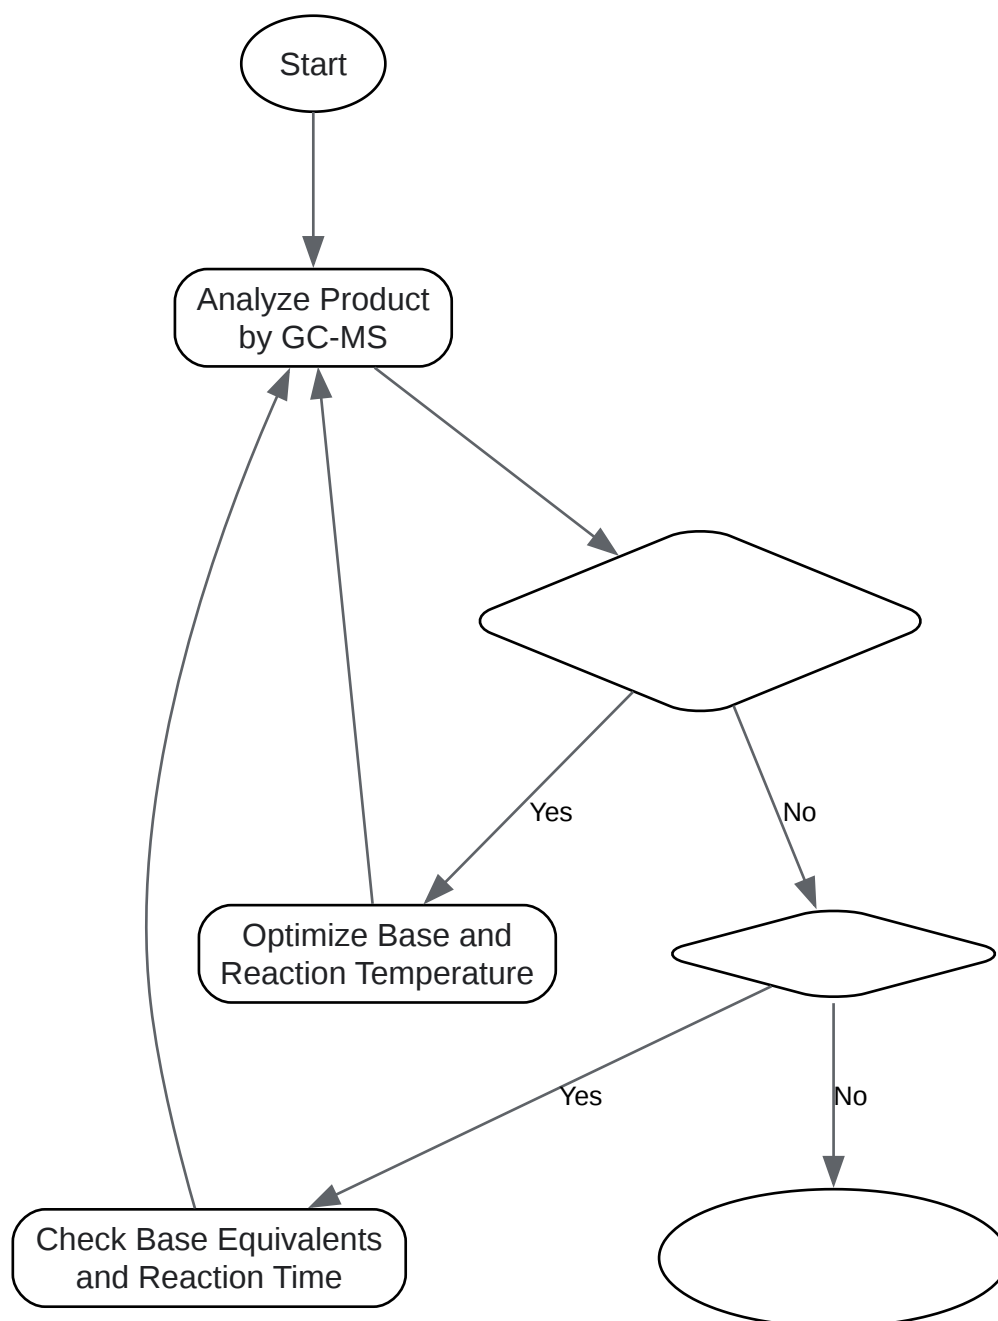 Start
Analyze Product
by GC-MS
Yes
No
Optimize Base and
Reaction Temperature
Yes
No
Check Base Equivalents
and Reaction Time